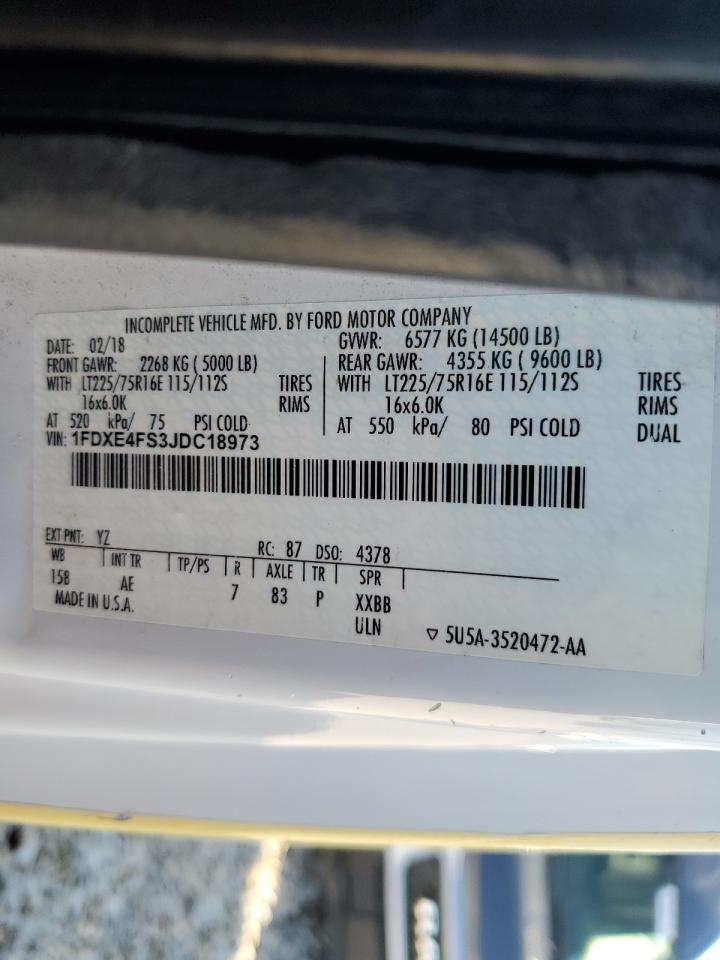 INCOMPLETE VEHICLE MFD. BY FORD MOTOR COMPANY
DATE: 02/18 GVWR: 6577 KG (14500 LB)
FRONT GAWR: 2268 KG ( 5000 LB) REAR GAWR: 4355 KG ( 9600 LB)
WITH LT225/75R16E 115/112S TIRES WITH LT225/75R16E 115/112S TIRES
16x6.0K RIMS 16x6.0K RIMS
AT 520 kPa/ 75 PSI COLD AT 550 kPa/ 80 PSI COLD DUAL
VIN: 1FDXE4FS3JDC18973
EXT PNT: YZ RC: 87 DSO: 4378
WB INT TR TP/PS R AXLE TR SPR
158 AE 7 83 P XXBB
MADE IN U.S.A. ULN
▽ 5U5A-3520472-AA